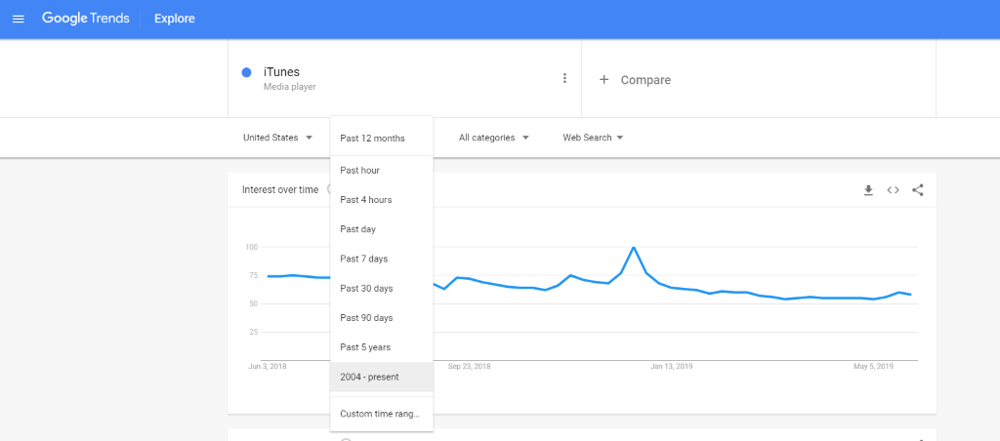 Google Trends Explore
iTunes
Media player
+ Compare
United States
Past 12 months
All categories
Web Search
Past hour
Past 4 hours
Past day
Past 7 days
Past 30 days
Past 90 days
Past 5 years
2004 - present
Custom time rang...
Interest over time
100
75
50
25
Jun 3, 2018
Sep 23, 2018
Jan 13, 2019
May 5, 2019